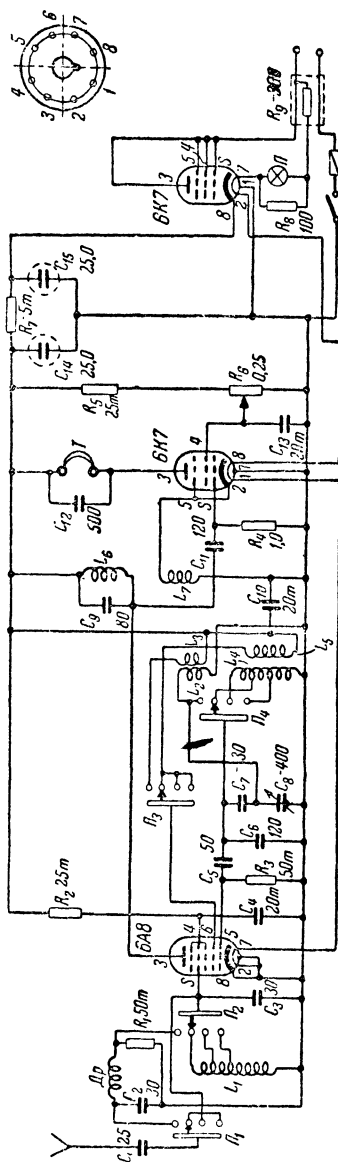 C₁ 25
П₁
C₂
30
Др
R₁ 50т
L₁
П₂
C₃ 30
6А8
3
4
6
S
5
8
2
7
R₂ 25т
C₄
20т
R₃
50т
C₅
50
C₆
120
C₇ - 30
C₈ - 400
П₃
П₄
L₂
L₃
L₄
L₅
C₉
80
L₆
C₁₀
20т
L₇
C₁₁
120
R₄
1,0
C₁₂
500
Т
6К7
3
4
5
S
2
1
7
8
C₁₃
20т
R₅
25т
R₆
0,25
R₇ 5т
C₁₄
25,0
C₁₅
25,0
6К7
3
5,4
S
8
2
7
Л
R₈
100
R₉ - 300
1
2
3
4
5
6
7
8